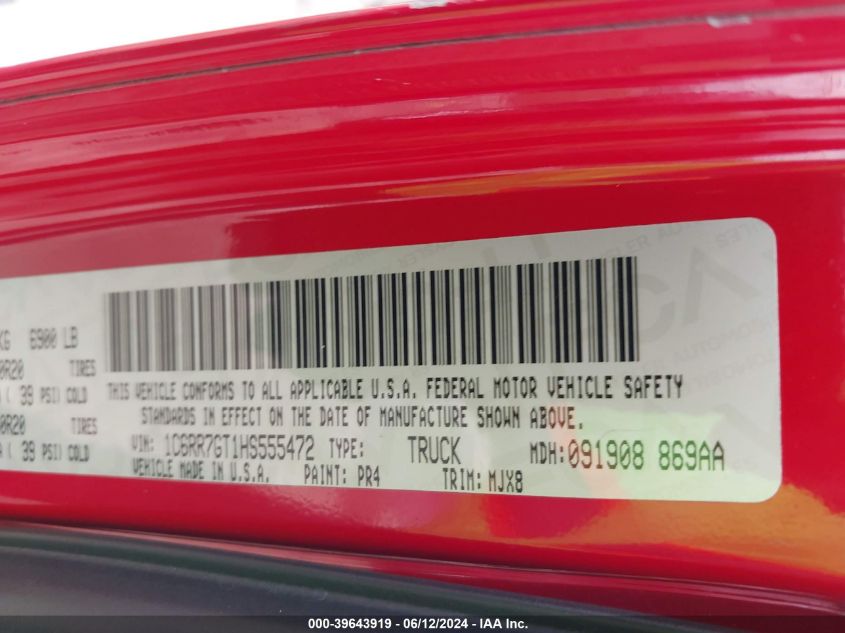 KG 6900 LB
0R20 TIRES
( 39 PSI) COLD
0R20 TIRES
( 39 PSI) COLD
THIS VEHICLE CONFORMS TO ALL APPLICABLE U.S.A. FEDERAL MOTOR VEHICLE SAFETY
STANDARDS IN EFFECT ON THE DATE OF MANUFACTURE SHOWN ABOVE.
VIN: 1C6RR7GT1HS555472 TYPE: TRUCK MDH: 091908 869AA
VEHICLE MADE IN U.S.A. PAINT: PR4 TRIM: MJX8
000-39643919 / 06/12/2024 - IAA Inc.